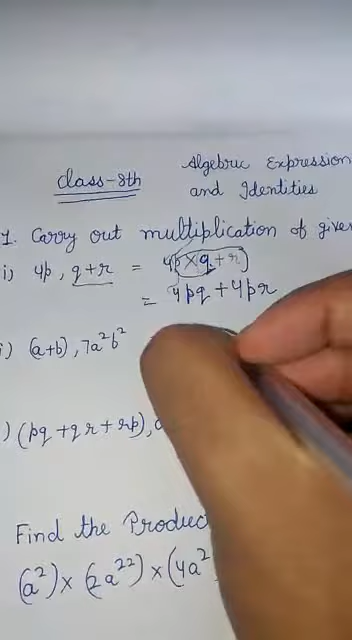 Algebric Expression
class-8th and Identities
1. Carry out multiplication of given
i) 4p, q+r = 4p × q + r)
= 4pq + 4pr
i) (a+b), 7a²b²
) (pq + qr + rp),
Find the Produc
(a²) × (2a²²) × (4a²